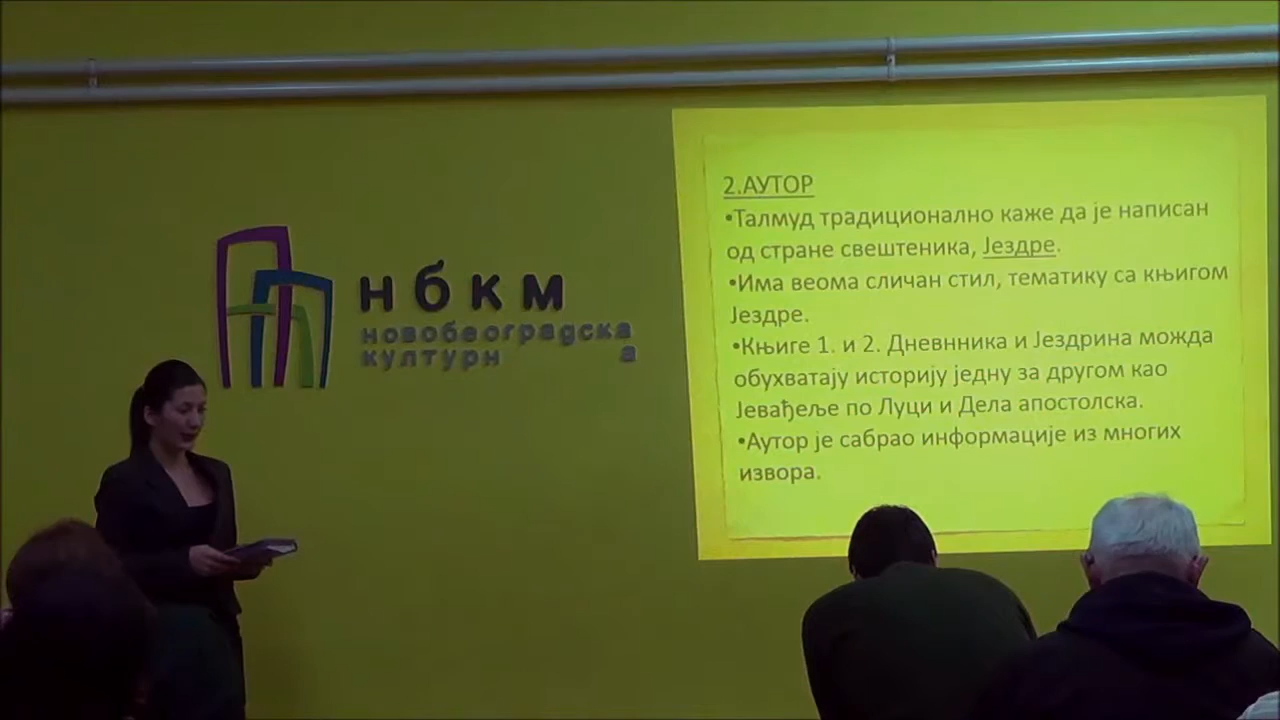 нбкм
новобеоградска
културн а
2.АУТОР
•Талмуд традиционално каже да је написан
од стране свештеника, Јездре.
•Има веома сличан стил, тематику са књигом
Јездре.
•Књиге 1. и 2. Дневнника и Јездрина можда
обухватају историју једну за другом као
Јевађеље по Луци и Дела апостолска.
•Аутор је сабрао информације из многих
извора.